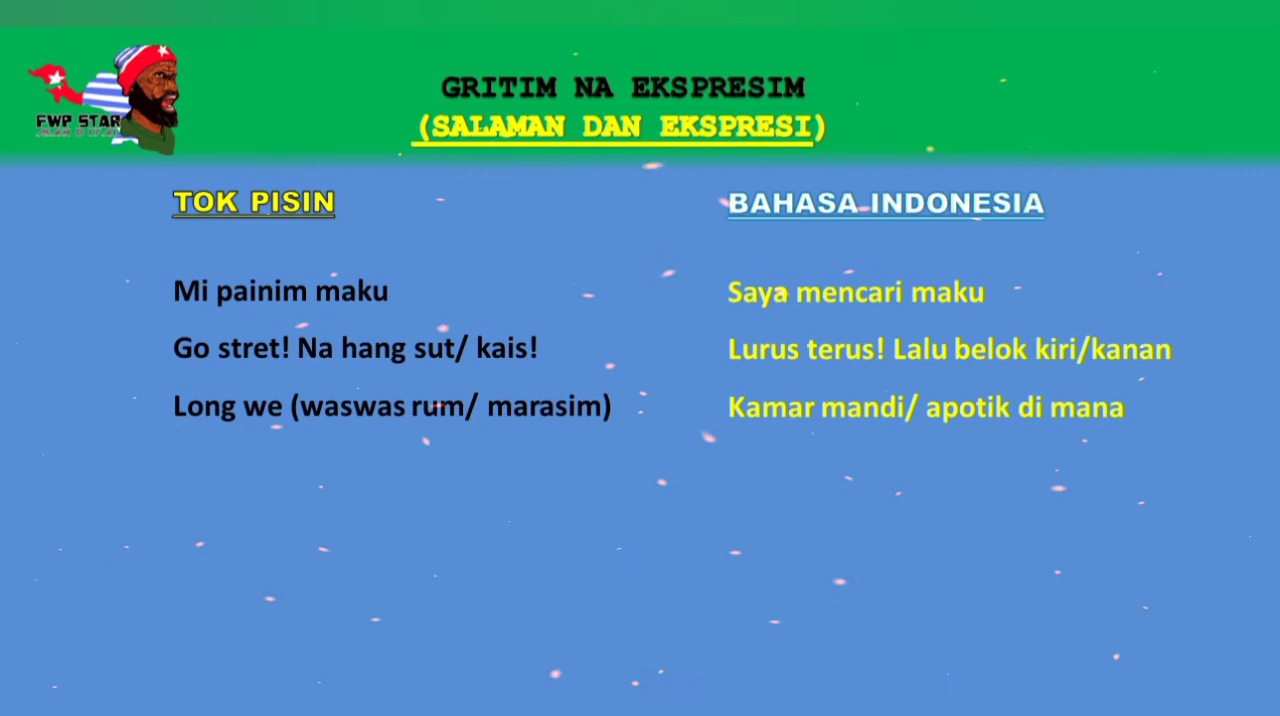 GRITIM NA EKSPRESIM
(SALAMAN DAN EKSPRESI)
FWP STAR
TOK PISIN
BAHASA INDONESIA
Mi painim maku
Saya mencari maku
Go stret! Na hang sut/ kais!
Lurus terus! Lalu belok kiri/kanan
Long we (waswas rum/ marasim)
Kamar mandi/ apotik di mana